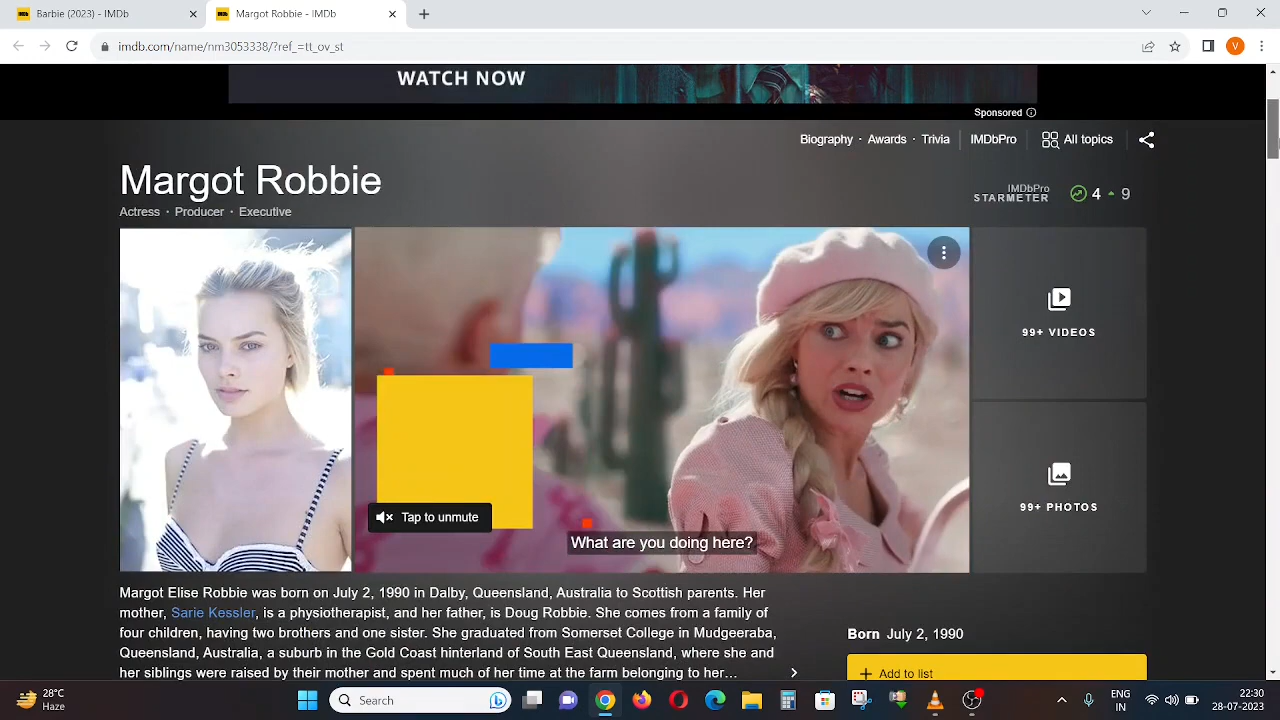 Barbie (2023) - IMDb
Margot Robbie - IMDb
imdb.com/name/nm3053338/?ref_=tt_ov_st
WATCH NOW
Sponsored
Biography · Awards · Trivia
IMDbPro
All topics
Margot Robbie
Actress · Producer · Executive
IMDbPro
STARMETER
4
9
99+ VIDEOS
99+ PHOTOS
Tap to unmute
What are you doing here?
Margot Elise Robbie was born on July 2, 1990 in Dalby, Queensland, Australia to Scottish parents. Her
mother, Sarie Kessler, is a physiotherapist, and her father, is Doug Robbie. She comes from a family of
four children, having two brothers and one sister. She graduated from Somerset College in Mudgeeraba,
Queensland, Australia, a suburb in the Gold Coast hinterland of South East Queensland, where she and
her siblings were raised by their mother and spent much of her time at the farm belonging to her...
Born July 2, 1990
Add to list
28°C
Haze
Search
ENG
IN
22:30
28-07-2023
V